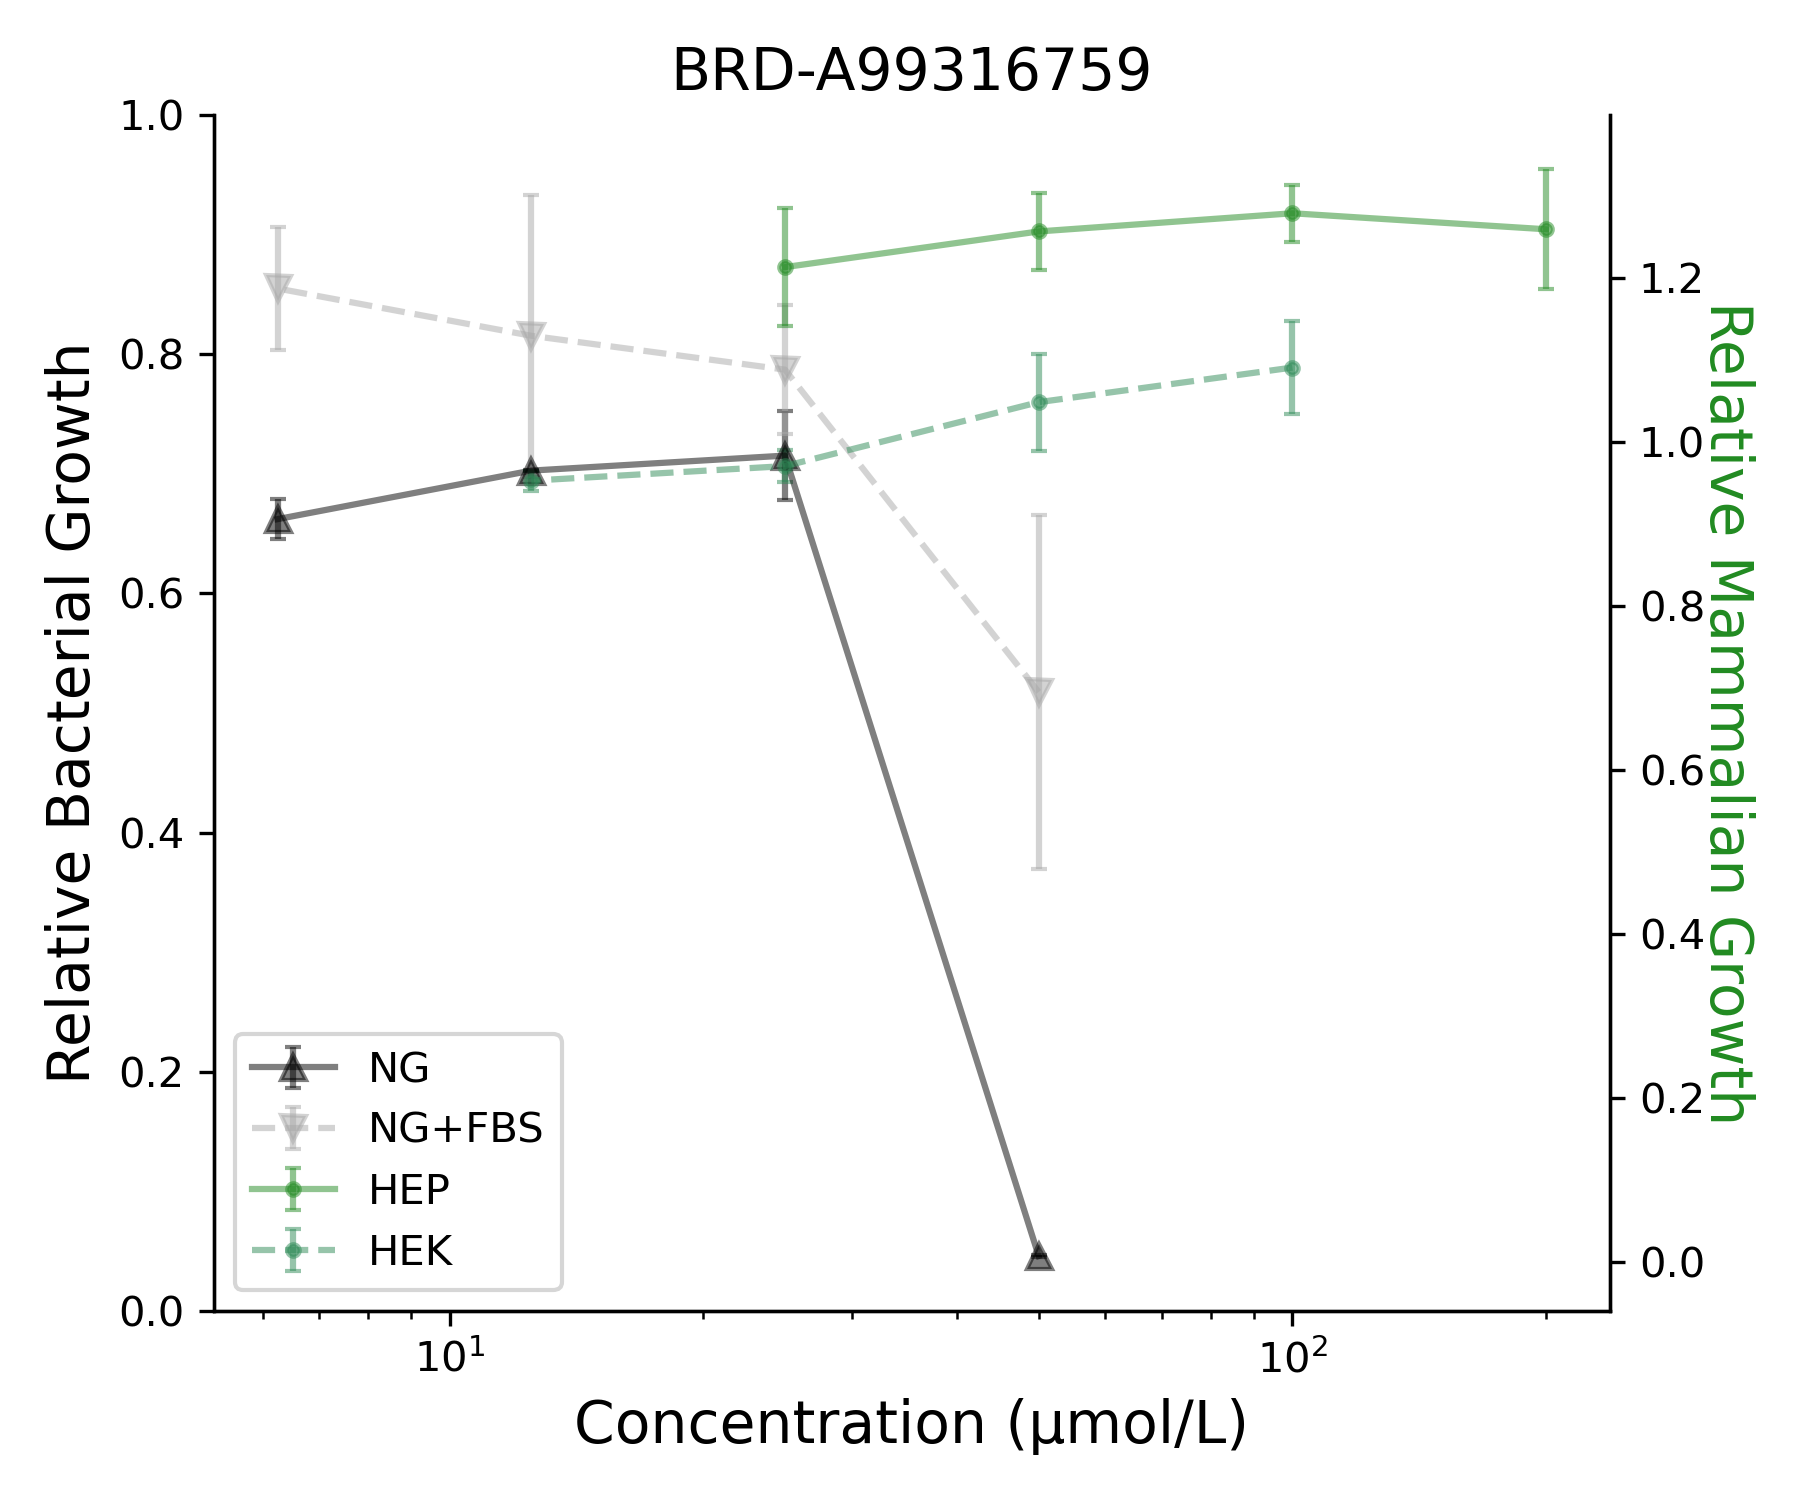 BRD-A99316759
Relative Bacterial Growth
1.0
0.8
0.6
0.4
0.2
0.0
NG
NG+FBS
HEP
HEK
10¹
10²
Concentration (µmol/L)
1.2
1.0
0.8
0.6
0.4
0.2
0.0
Relative Mammalian Growth